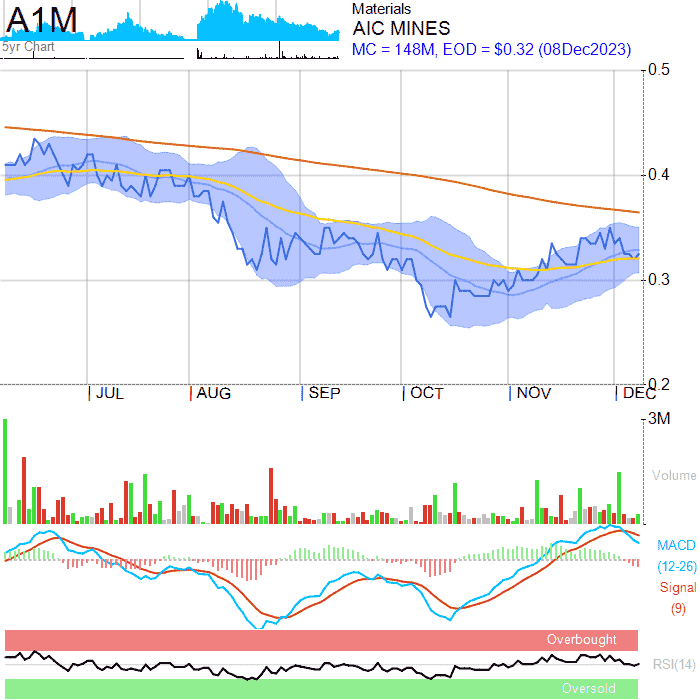 A1M
5yr Chart
Materials
AIC MINES
MC = 148M, EOD = $0.32 (08Dec2023)
0.5
0.4
0.3
0.2
JUL AUG SEP OCT NOV DEC
3M
Volume
MACD
(12-26)
Signal
(9)
Overbought
RSI(14)
Oversold